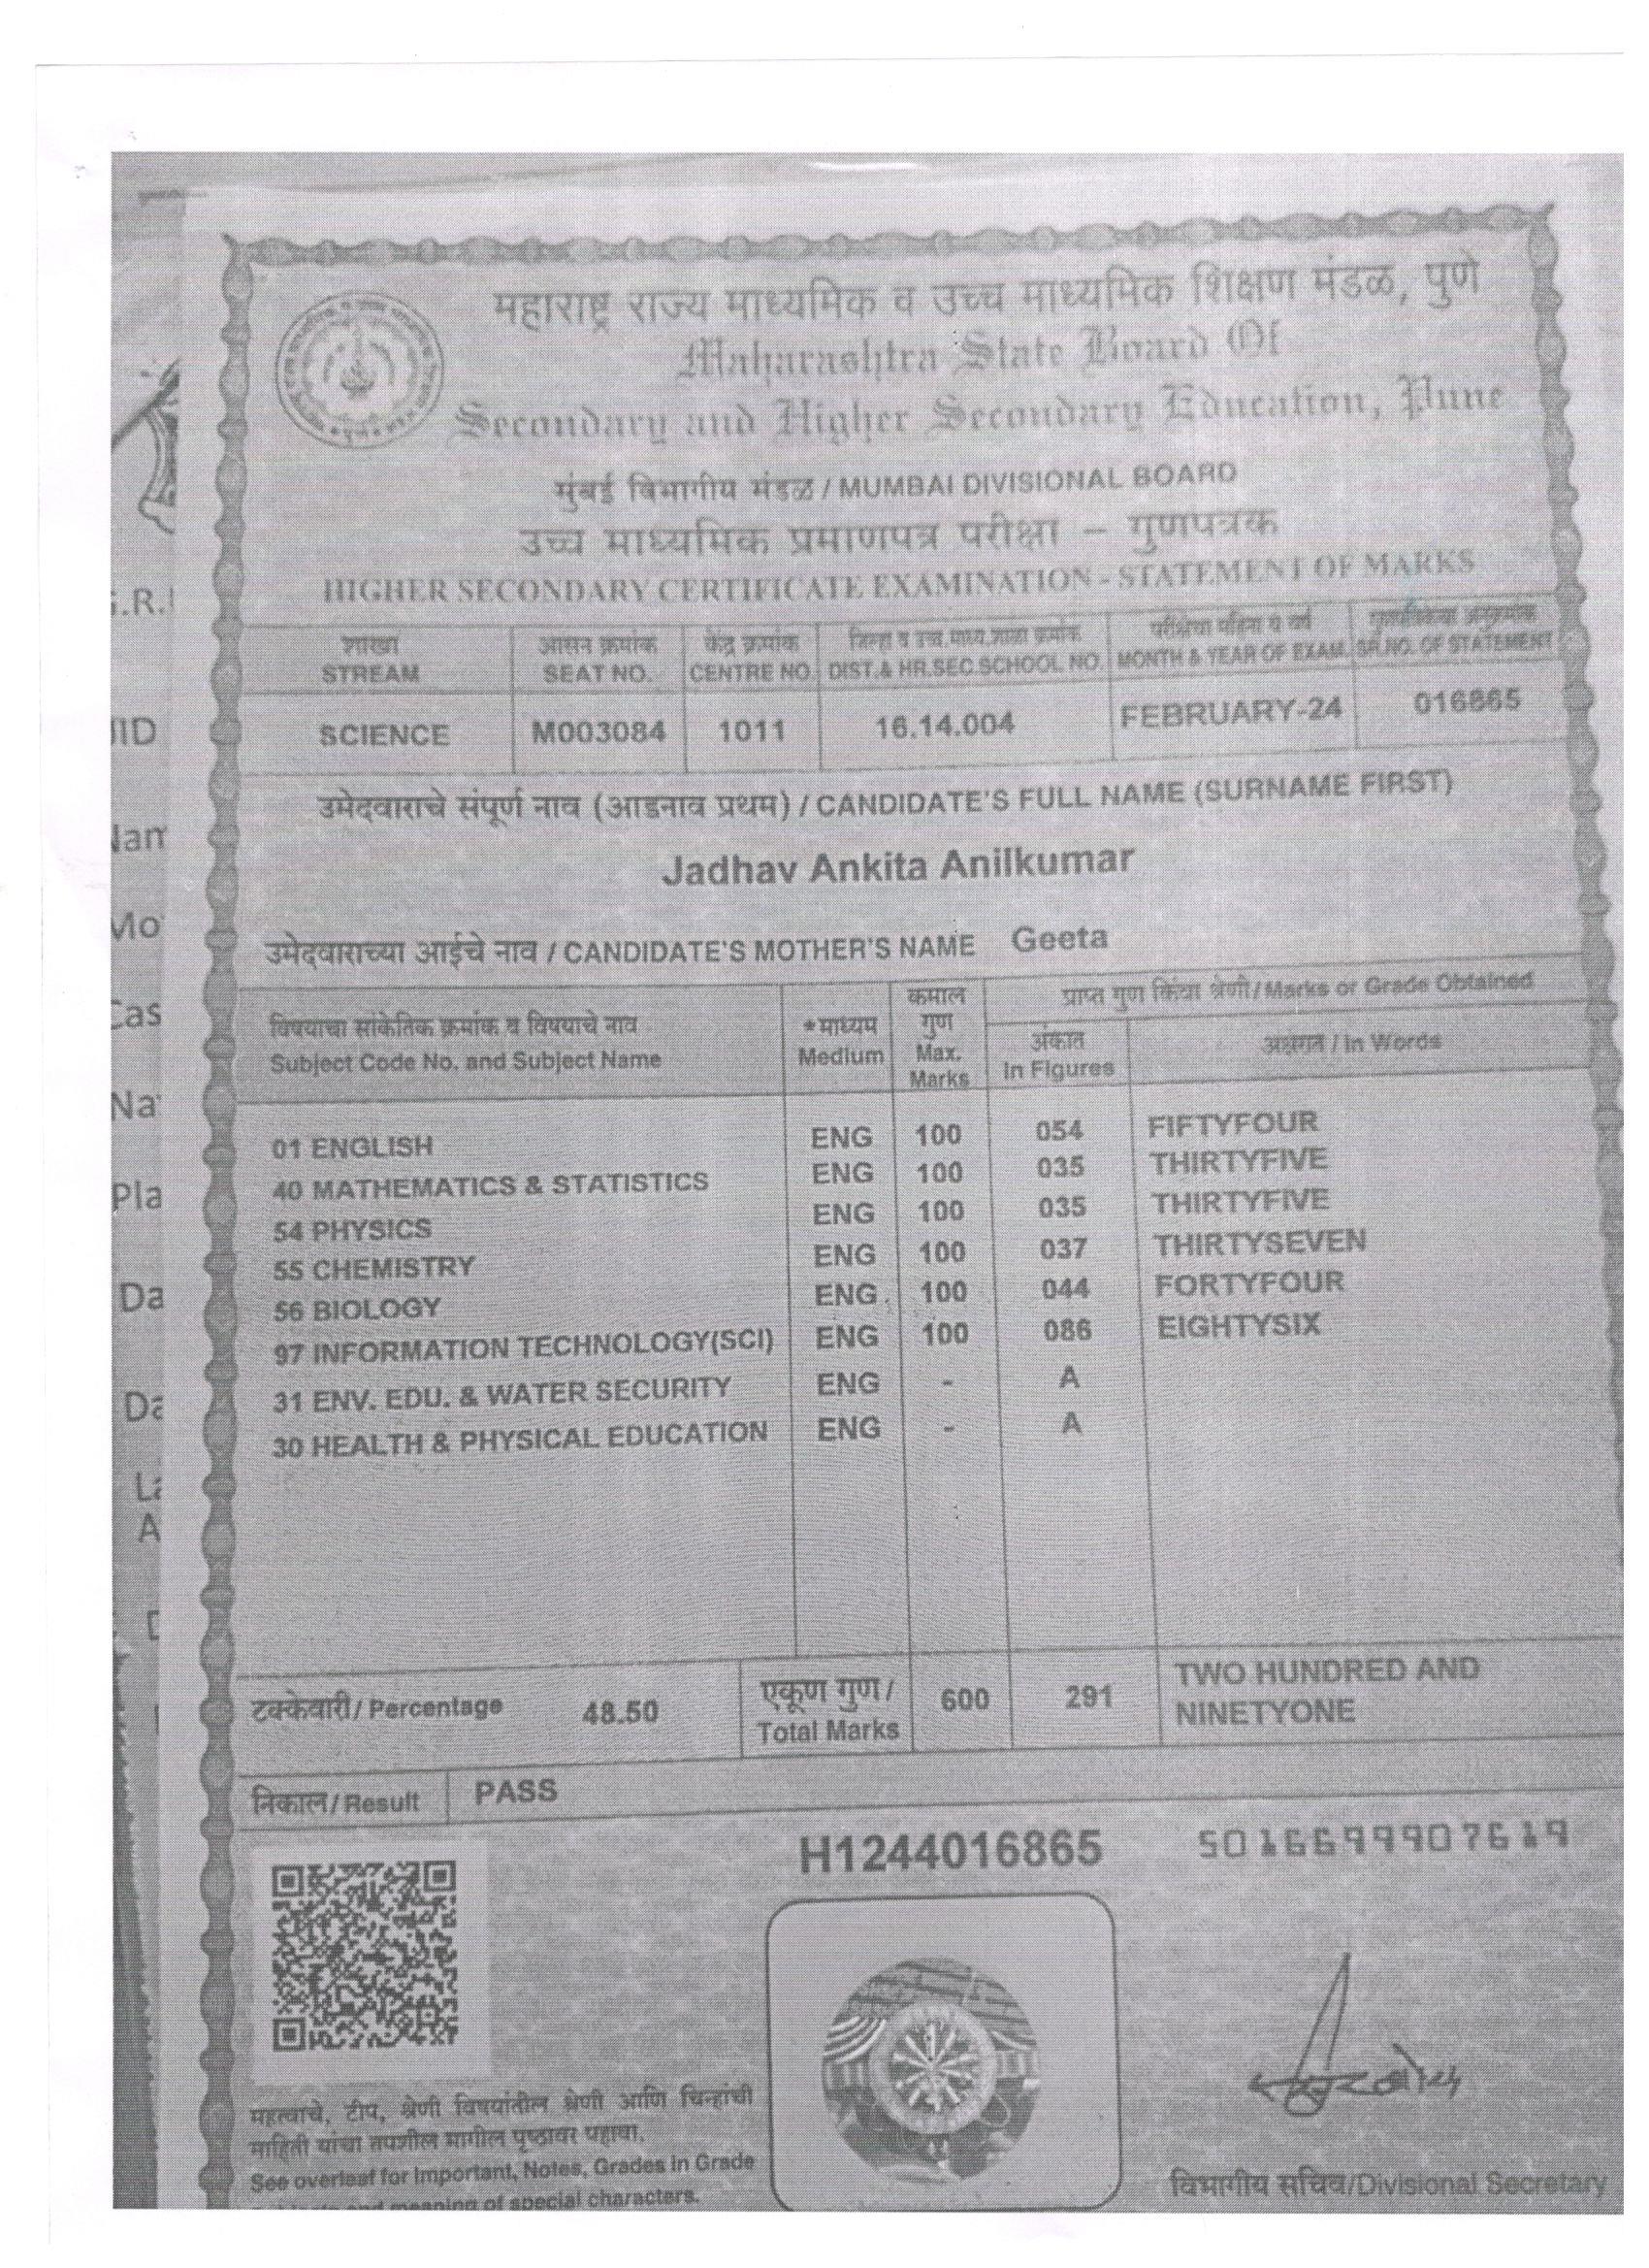 महाराष्ट्र राज्य माध्यमिक व उच्च माध्यमिक शिक्षण मंडळ, पुणे
Maharashtra State Board Of
Secondary and Higher Secondary Education, Pune
मुंबई विभागीय मंडळ / MUMBAI DIVISIONAL BOARD
उच्च माध्यमिक प्रमाणपत्र परीक्षा – गुणपत्रक
HIGHER SECONDARY CERTIFICATE EXAMINATION - STATEMENT OF MARKS
शाखा आसन क्रमांक केंद्र क्रमांक जिल्हा व उच्च.माध्य.शाळा क्रमांक परीक्षेचा महिना व वर्ष गुणपत्रिकेचा अनुक्रमांक
STREAM SEAT NO. CENTRE NO. DIST.& HR.SEC.SCHOOL NO. MONTH & YEAR OF EXAM. SR.NO. OF STATEMENT
SCIENCE M003084 1011 16.14.004 FEBRUARY-24 016865
उमेदवाराचे संपूर्ण नाव (आडनाव प्रथम) / CANDIDATE'S FULL NAME (SURNAME FIRST)
Jadhav Ankita Anilkumar
उमेदवाराच्या आईचे नाव / CANDIDATE'S MOTHER'S NAME Geeta
विषयाचा सांकेतिक क्रमांक व विषयाचे नाव
Subject Code No. and Subject Name
*माध्यम
Medium
कमाल
गुण
Max.
Marks
प्राप्त गुण किंवा श्रेणी/Marks or Grade Obtained
अंकात
In Figures
अक्षरात / In Words
01 ENGLISH ENG 100 054 FIFTYFOUR
40 MATHEMATICS & STATISTICS ENG 100 035 THIRTYFIVE
54 PHYSICS ENG 100 035 THIRTYFIVE
55 CHEMISTRY ENG 100 037 THIRTYSEVEN
56 BIOLOGY ENG 100 044 FORTYFOUR
97 INFORMATION TECHNOLOGY(SCI) ENG 100 086 EIGHTYSIX
31 ENV. EDU. & WATER SECURITY ENG - A
30 HEALTH & PHYSICAL EDUCATION ENG - A
टक्केवारी/ Percentage 48.50
एकूण गुण/
Total Marks
600 291
TWO HUNDRED AND
NINETYONE
निकाल/ Result PASS
H1244016865 5016699907619
महत्वाचे, टीप, श्रेणी विषयांतील श्रेणी आणि चिन्हांची
माहिती यांचा तपशील मागील पृष्ठावर पहावा.
See overleaf for Important, Notes, Grades in Grade
and meaning of special characters.
विभागीय सचिव/Divisional Secretary